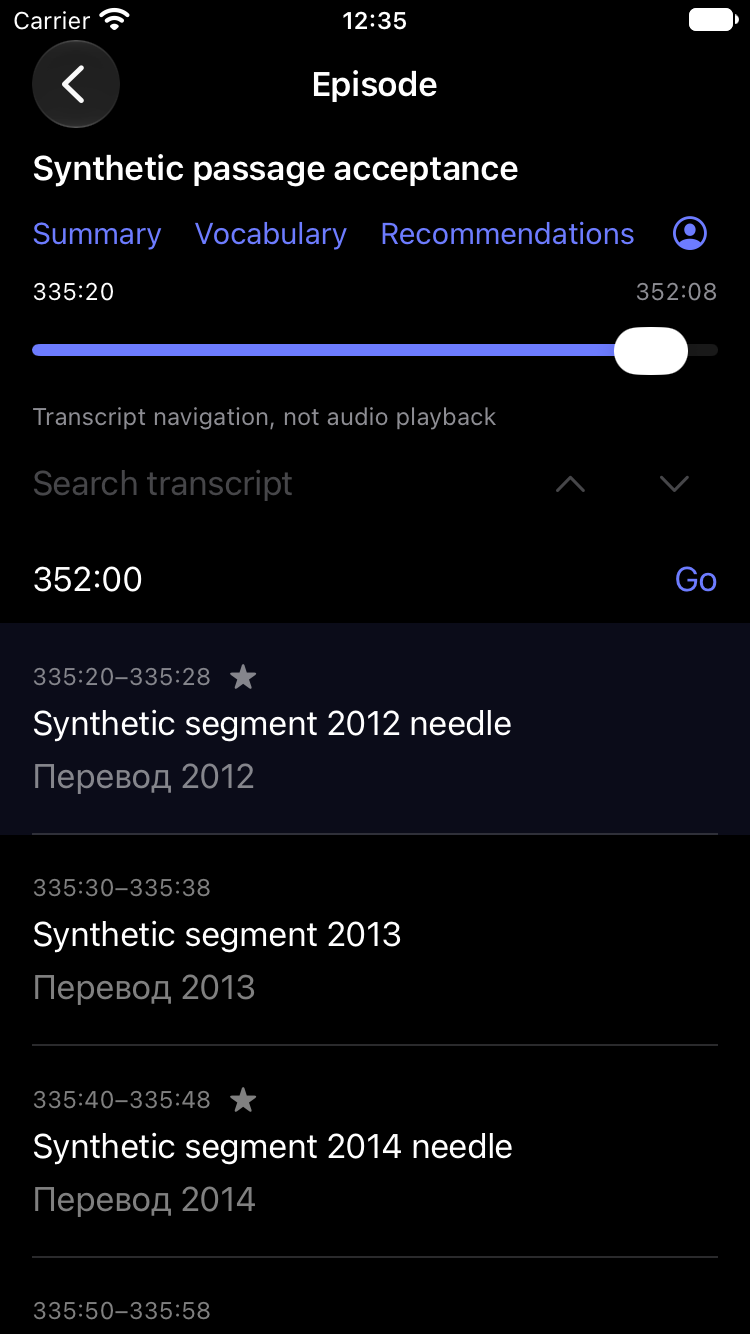 Carrier 12:35
Episode
Synthetic passage acceptance
Summary Vocabulary Recommendations
335:20 352:08
Transcript navigation, not audio playback
Search transcript
352:00 Go
335:20–335:28
Synthetic segment 2012 needle
Перевод 2012
335:30–335:38
Synthetic segment 2013
Перевод 2013
335:40–335:48
Synthetic segment 2014 needle
Перевод 2014
335:50–335:58